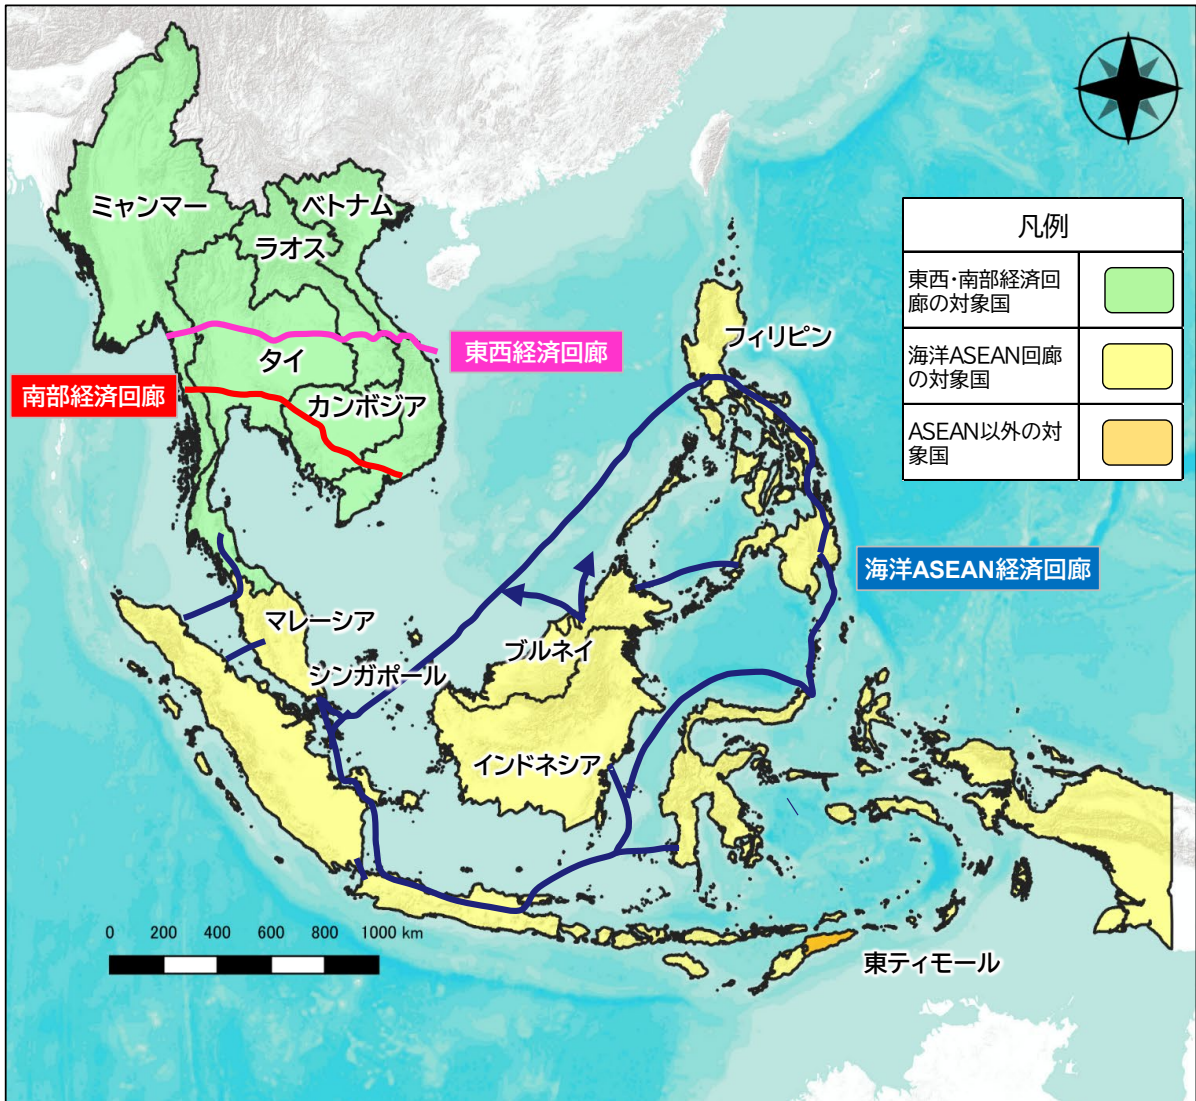 ミャンマー
ベトナム
ラオス
凡例
東西・南部経済回
廊の対象国
海洋ASEAN回廊
の対象国
ASEAN以外の対
象国
東西経済回廊
フィリピン
タイ
南部経済回廊
カンボジア
海洋ASEAN経済回廊
マレーシア
ブルネイ
シンガポール
インドネシア
0 200 400 600 800 1000 km
東ティモール